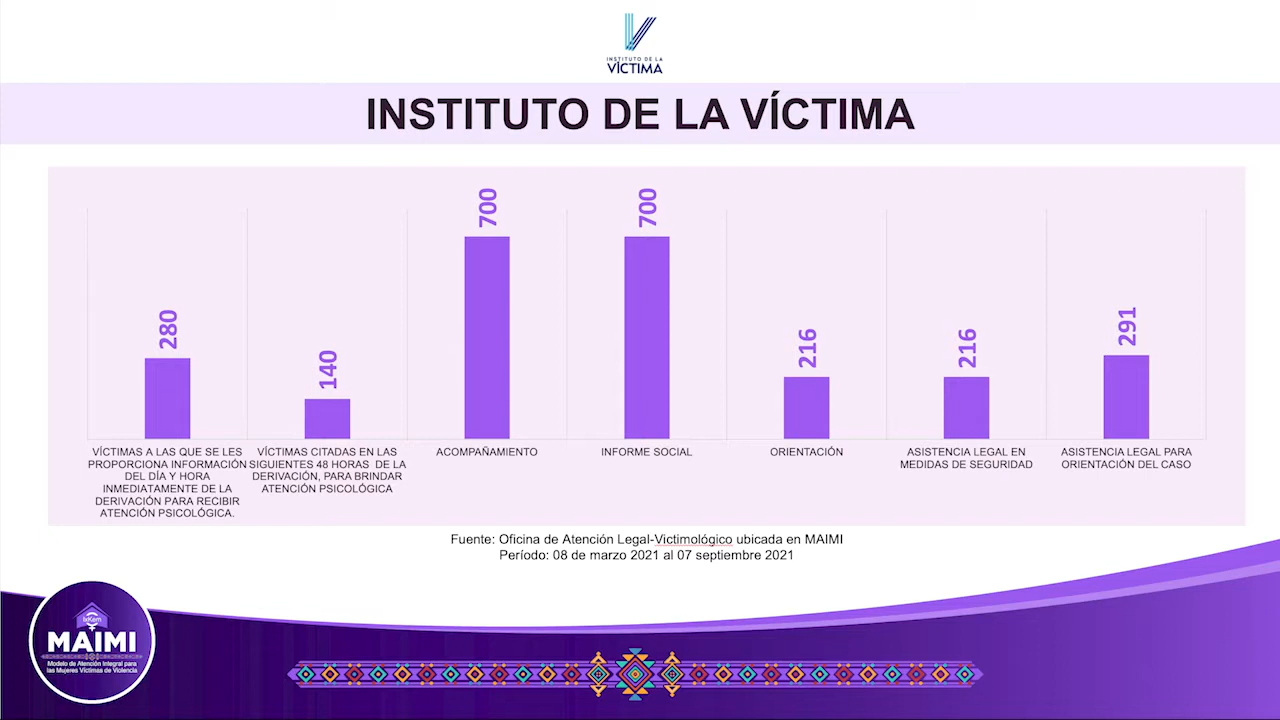 INSTITUTO DE LA
VÍCTIMA
INSTITUTO DE LA VÍCTIMA
280
140
700
700
216
216
291
VÍCTIMAS A LAS QUE SE LES
PROPORCIONA INFORMACIÓN
DEL DÍA Y HORA
INMEDIATAMENTE DE LA
DERIVACIÓN PARA RECIBIR
ATENCIÓN PSICOLÓGICA.
VÍCTIMAS CITADAS EN LAS
SIGUIENTES 48 HORAS DE LA
DERIVACIÓN, PARA BRINDAR
ATENCIÓN PSICOLÓGICA
ACOMPAÑAMIENTO
INFORME SOCIAL
ORIENTACIÓN
ASISTENCIA LEGAL EN
MEDIDAS DE SEGURIDAD
ASISTENCIA LEGAL PARA
ORIENTACIÓN DEL CASO
Fuente: Oficina de Atención Legal-Victimológico ubicada en MAIMI
Período: 08 de marzo 2021 al 07 septiembre 2021
IxKem
MAIMI
Modelo de Atención Integral para
las Mujeres Víctimas de Violencia